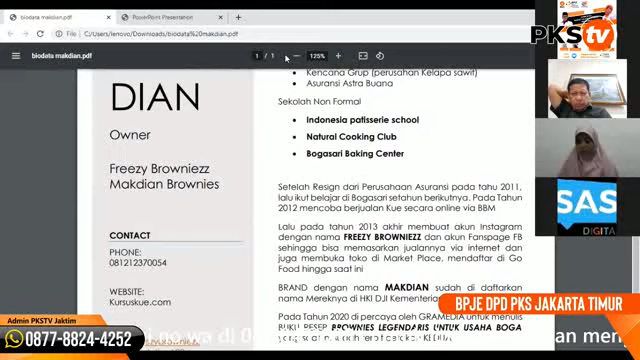 biodata makdian.pdf
PowerPoint Presentation
C:/Users/lenovo/Downloads/biodata%20makdian.pdf
biodata makdian.pdf
1 / 1
125%
PKStv
DIAN
Owner
Freezy Browniezz
Makdian Brownies
CONTACT
PHONE:
081212370054
WEBSITE:
Kursuskue.com
Kencana Grup (perusahan Kelapa sawit)
Asuransi Astra Buana
Sekolah Non Formal
Indonesia patisserie school
Natural Cooking Club
Bogasari Baking Center
Setelah Resign dari Perusahaan Asuransi pada tahu 2011,
lalu ikut belajar di Bogasari setahun berikutnya. Pada Tahun
2012 mencoba berjualan Kue secara online via BBM
Lalu pada tahun 2013 akhir membuat akun Instagram
dengan nama FREEZY BROWNIEZZ dan akun Fanspage FB
sehingga bisa memasarkan jualannya via internet dan
juga membuka toko di Market Place, mendaftar di Go
Food hingga saat ini
BRAND dengan nama MAKDIAN sudah di daftarkan
nama Mereknya di HKI DJI Kementeria
Pada Tahun 2020 di percaya oleh GRAMEDIA untuk menulis
BUKU RESEP BROWNIES LEGENDARIS UNTUK USAHA BOGA
SAS
DIGITA
BPJE DPD PKS JAKARTA TIMUR
Admin PKSTV Jaktim
0877-8824-4252